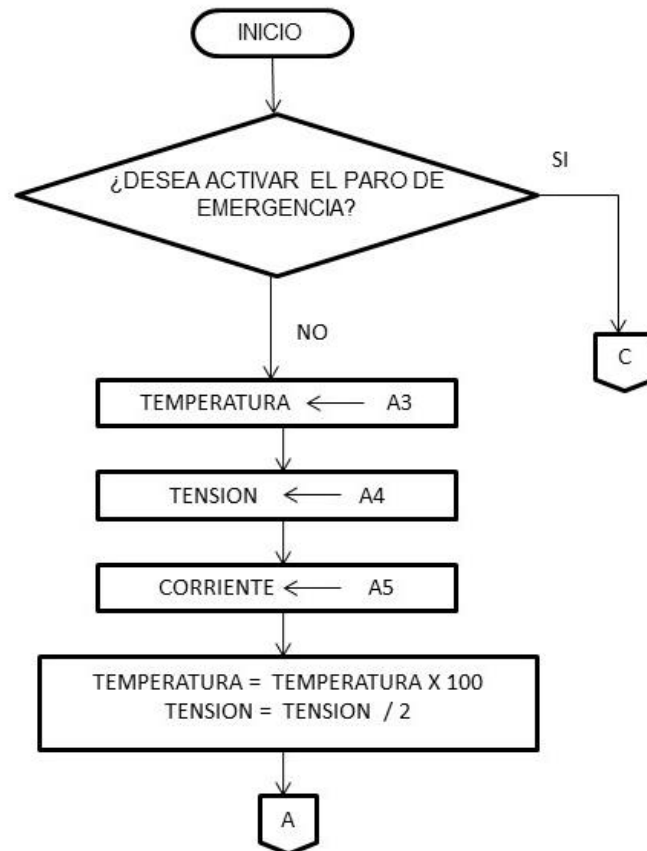 INICIO
¿DESEA ACTIVAR EL PARO DE
EMERGENCIA?
SI
NO
C
TEMPERATURA ← A3
TENSION ← A4
CORRIENTE ← A5
TEMPERATURA = TEMPERATURA X 100
TENSION = TENSION / 2
A